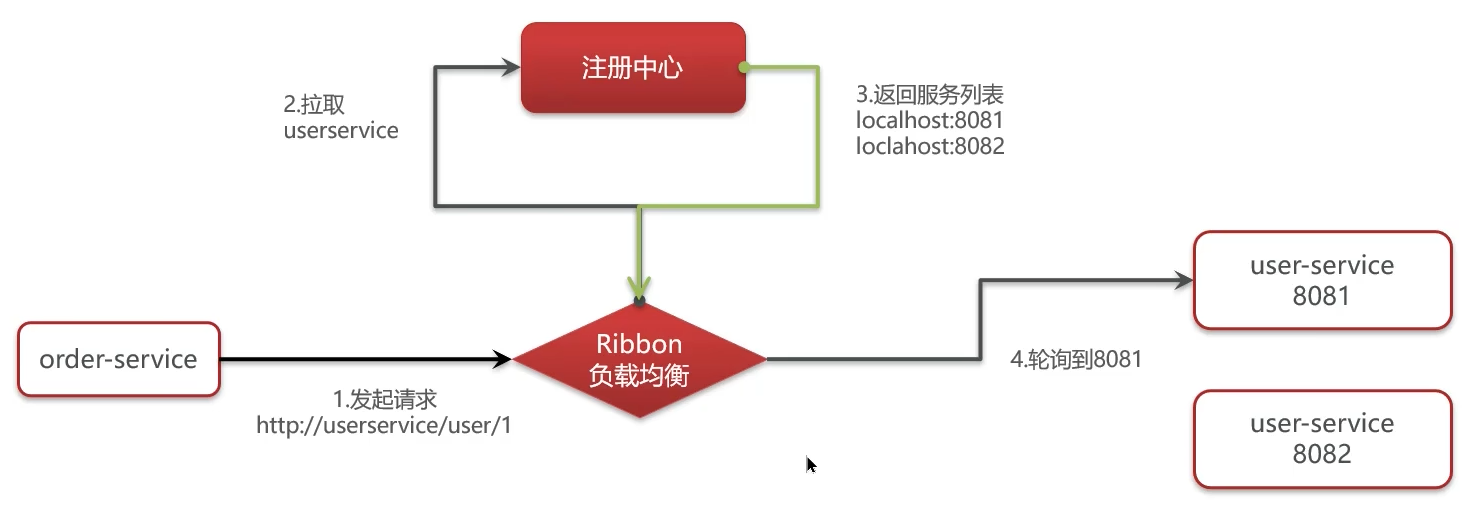 注册中心
2.拉取
userservice
3.返回服务列表
localhost:8081
loclahost:8082
order-service
1.发起请求
http://userservice/user/1
Ribbon
负载均衡
4.轮询到8081
user-service
8081
user-service
8082